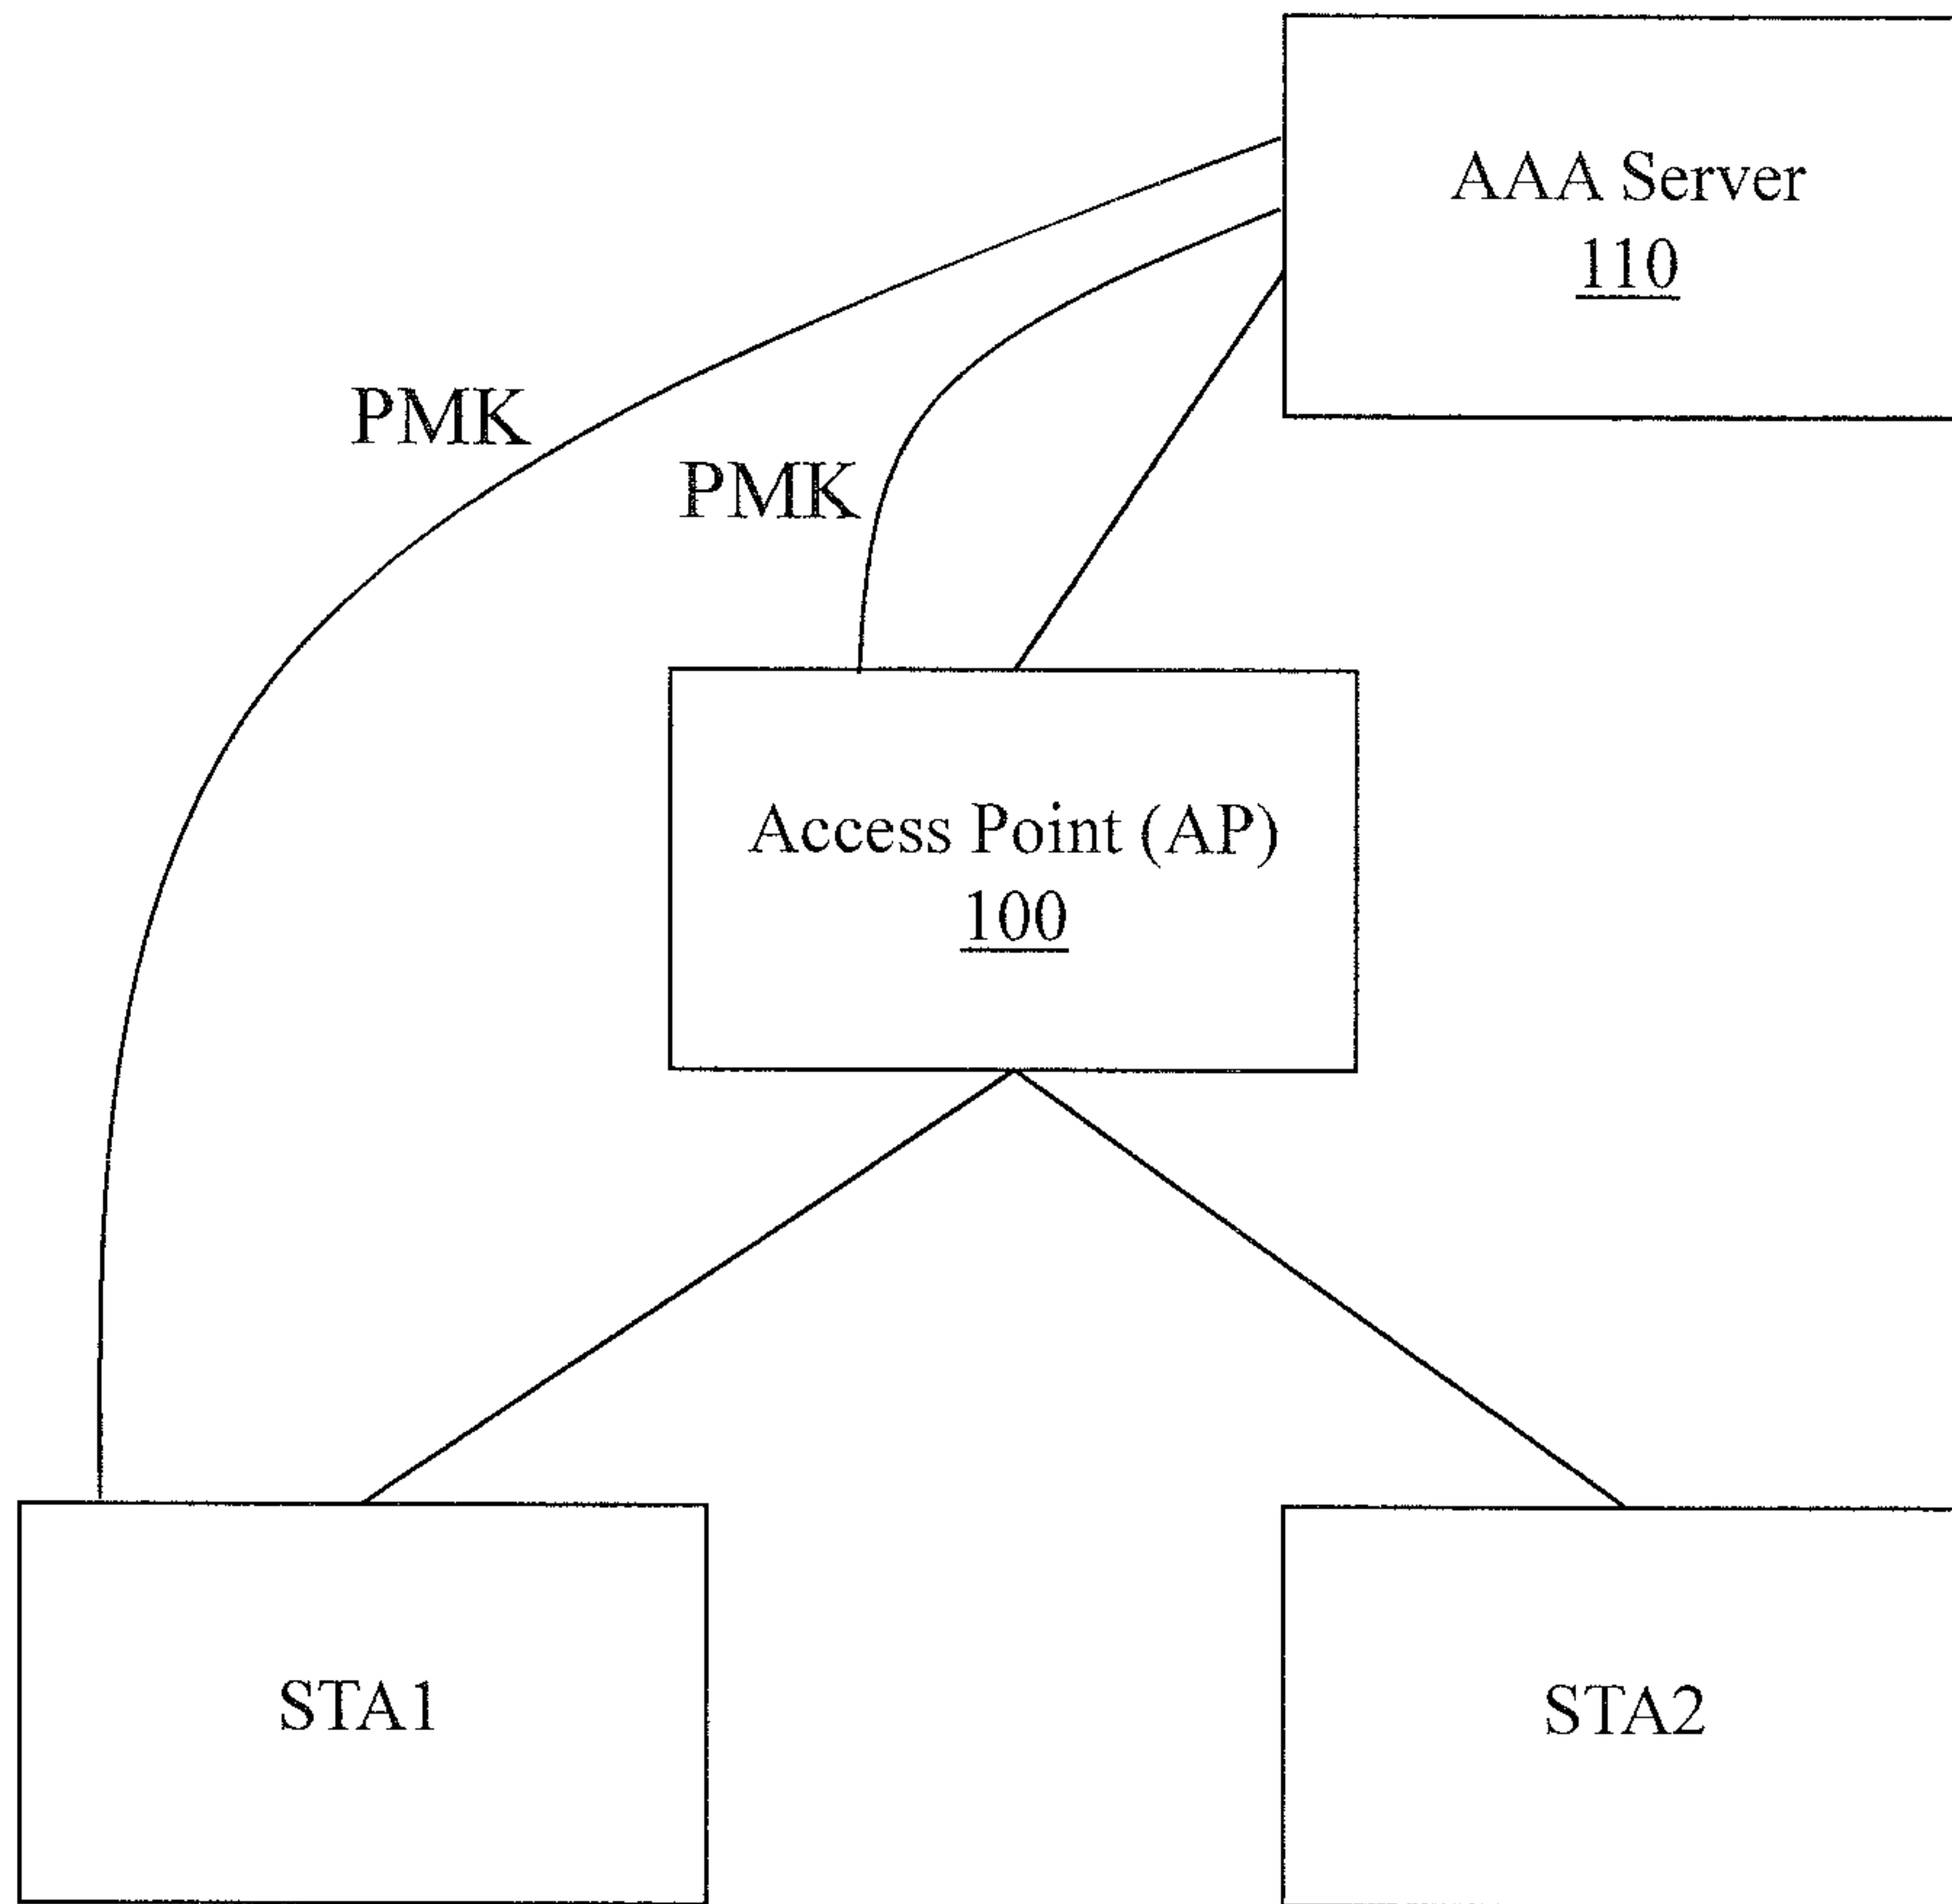 AAA Server
110
PMK
PMK
Access Point (AP)
100
STA1
STA2